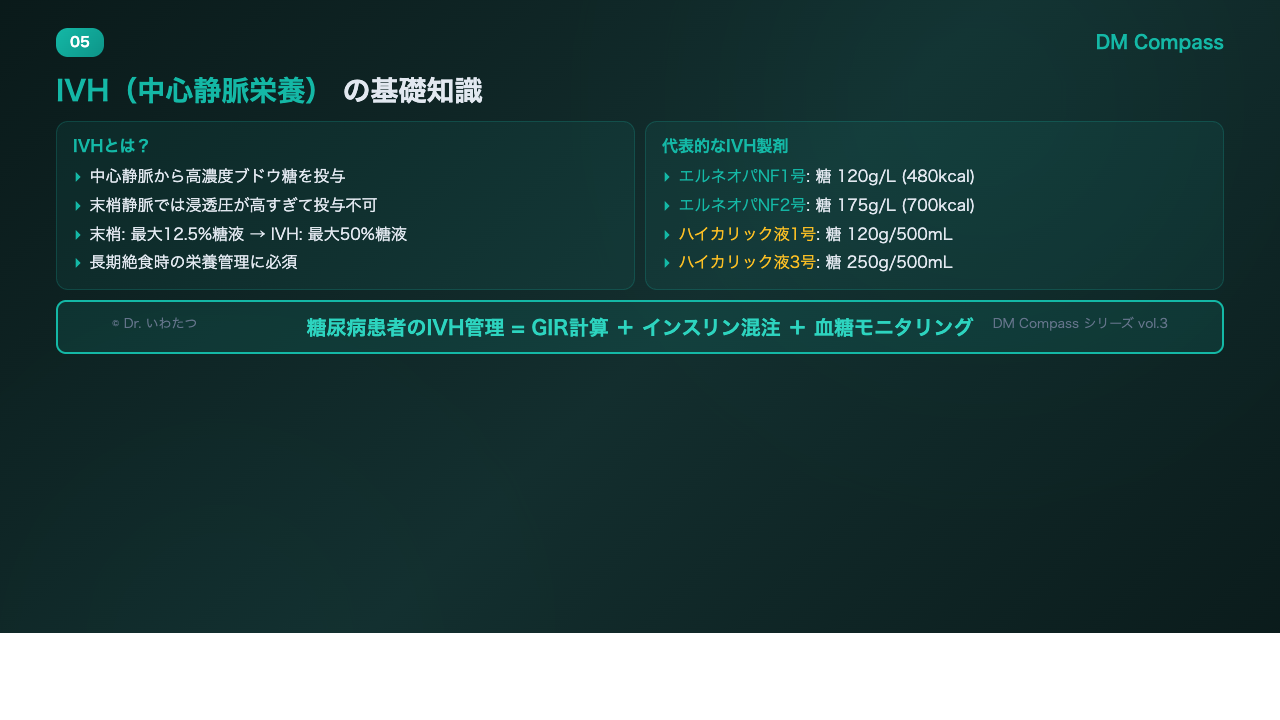 05
DM Compass
IVH（中心静脈栄養） の基礎知識
IVHとは？
中心静脈から高濃度ブドウ糖を投与
末梢静脈では浸透圧が高すぎて投与不可
末梢: 最大12.5%糖液 → IVH: 最大50%糖液
長期絶食時の栄養管理に必須
代表的なIVH製剤
エルネオパNF1号: 糖 120g/L (480kcal)
エルネオパNF2号: 糖 175g/L (700kcal)
ハイカリック液1号: 糖 120g/500mL
ハイカリック液3号: 糖 250g/500mL
© Dr. いわたつ
糖尿病患者のIVH管理 = GIR計算 ＋ インスリン混注 ＋ 血糖モニタリング
DM Compass シリーズ vol.3